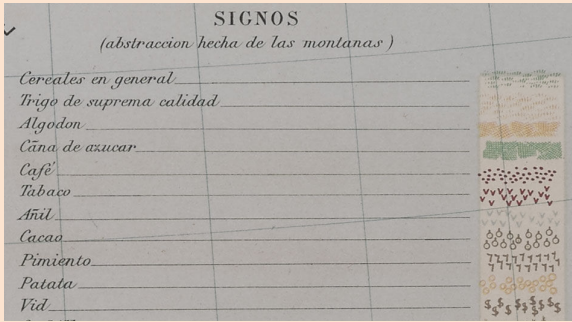 SIGNOS
(abstraccion hecha de las montanas)
Cereales en general
Trigo de suprema calidad
Algodon
Cãna de azucar
Café
Tabaco
Añil
Cacao
Pimiento
Patata
Vid